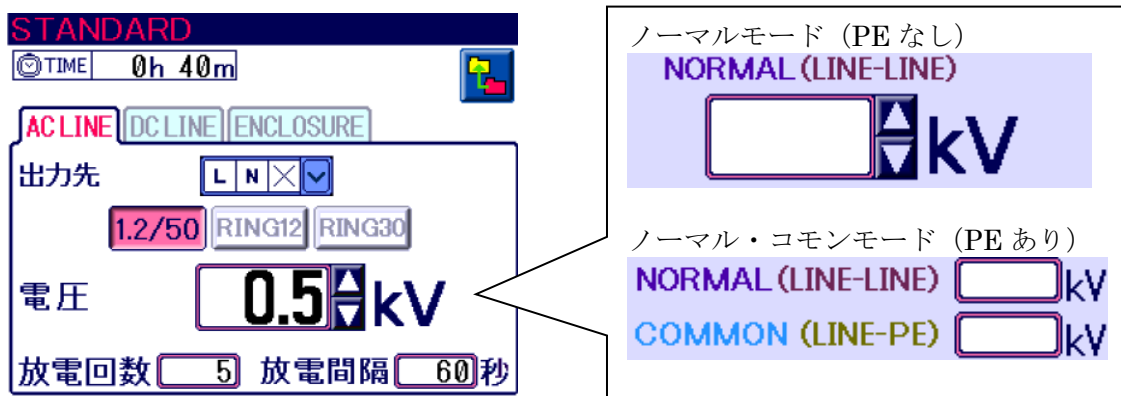 STANDARD
TIME 0h 40m
AC LINE DC LINE ENCLOSURE
出力先 L N
1.2/50 RING12 RING30
電圧 0.5 kV
放電回数 5 放電間隔 60 秒
ノーマルモード（PE なし）
NORMAL(LINE-LINE)
kV
ノーマル・コモンモード（PE あり）
NORMAL(LINE-LINE) kV
COMMON (LINE-PE) kV